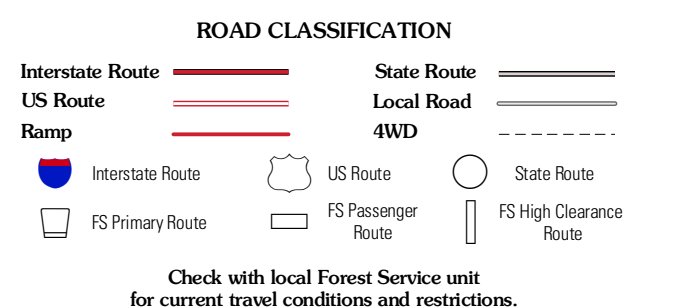 ROAD CLASSIFICATION
Interstate Route
State Route
US Route
Local Road
Ramp
4WD
Interstate Route
US Route
State Route
FS Primary Route
FS Passenger
Route
FS High Clearance
Route
Check with local Forest Service unit
for current travel conditions and restrictions.